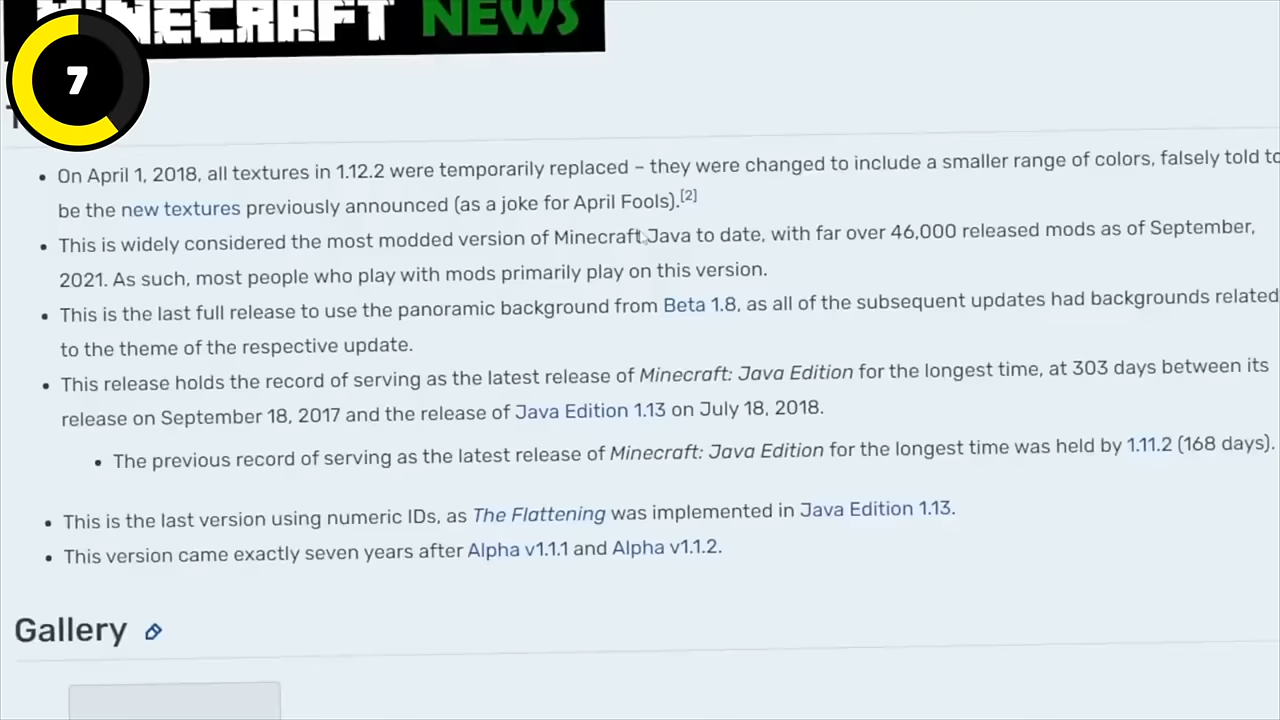 MINECRAFT NEWS
7
On April 1, 2018, all textures in 1.12.2 were temporarily replaced – they were changed to include a smaller range of colors, falsely told to
be the new textures previously announced (as a joke for April Fools).[2]
This is widely considered the most modded version of Minecraft Java to date, with far over 46,000 released mods as of September,
2021. As such, most people who play with mods primarily play on this version.
This is the last full release to use the panoramic background from Beta 1.8, as all of the subsequent updates had backgrounds related
to the theme of the respective update.
This release holds the record of serving as the latest release of Minecraft: Java Edition for the longest time, at 303 days between its
release on September 18, 2017 and the release of Java Edition 1.13 on July 18, 2018.
The previous record of serving as the latest release of Minecraft: Java Edition for the longest time was held by 1.11.2 (168 days).
This is the last version using numeric IDs, as The Flattening was implemented in Java Edition 1.13.
This version came exactly seven years after Alpha v1.1.1 and Alpha v1.1.2.
Gallery